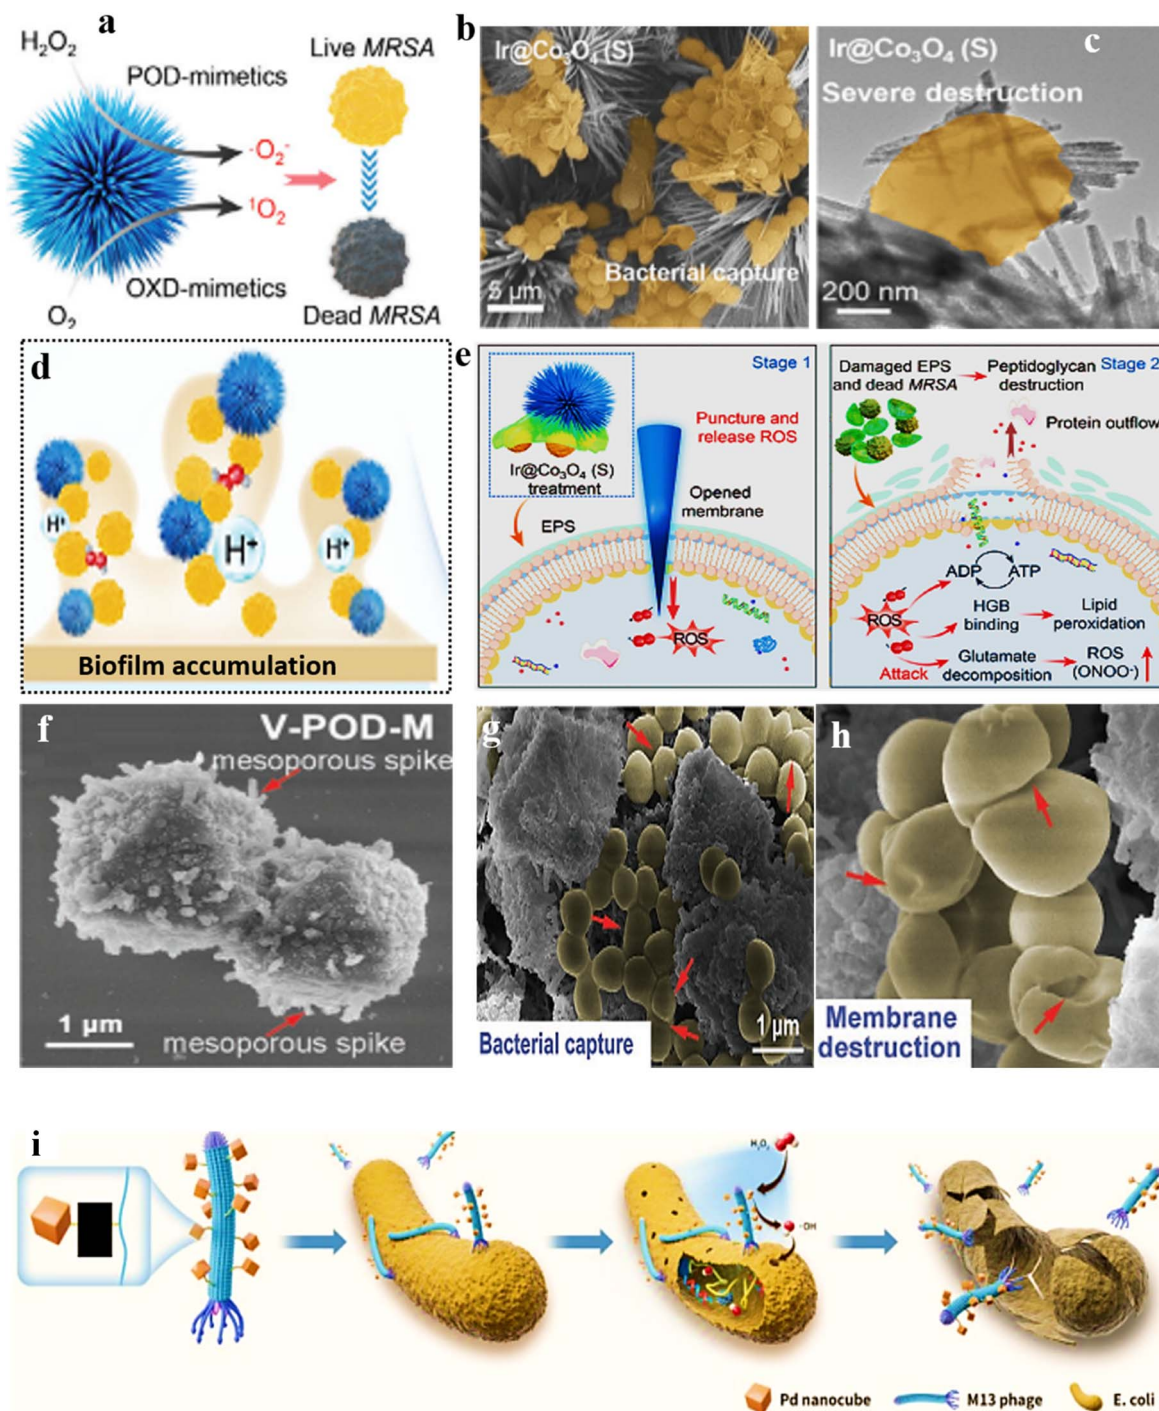 a
H₂O₂
POD-mimetics
·O₂⁻
¹O₂
OXD-mimetics
O₂
Live MRSA
Dead MRSA
b
Ir@Co₃O₄ (S)
Bacterial capture
5 µm
Ir@Co₃O₄ (S)
c
Severe destruction
200 nm
d
H⁺
H⁺
H⁺
Biofilm accumulation
e
Stage 1
Puncture and
release ROS
Ir@Co₃O₄ (S)
treatment
Opened
membrane
EPS
ROS
Damaged EPS
and dead MRSA
Peptidoglycan
destruction
Stage 2
Protein outflow
ADP
ATP
ROS
HGB
binding
Lipid
peroxidation
Attack
Glutamate
decomposition
ROS
(ONOO⁻)
f
V-POD-M
mesoporous spike
1 µm
mesoporous spike
g
Bacterial capture
1 µm
h
Membrane
destruction
i
H₂O₂
·OH
Pd nanocube
M13 phage
E. coli